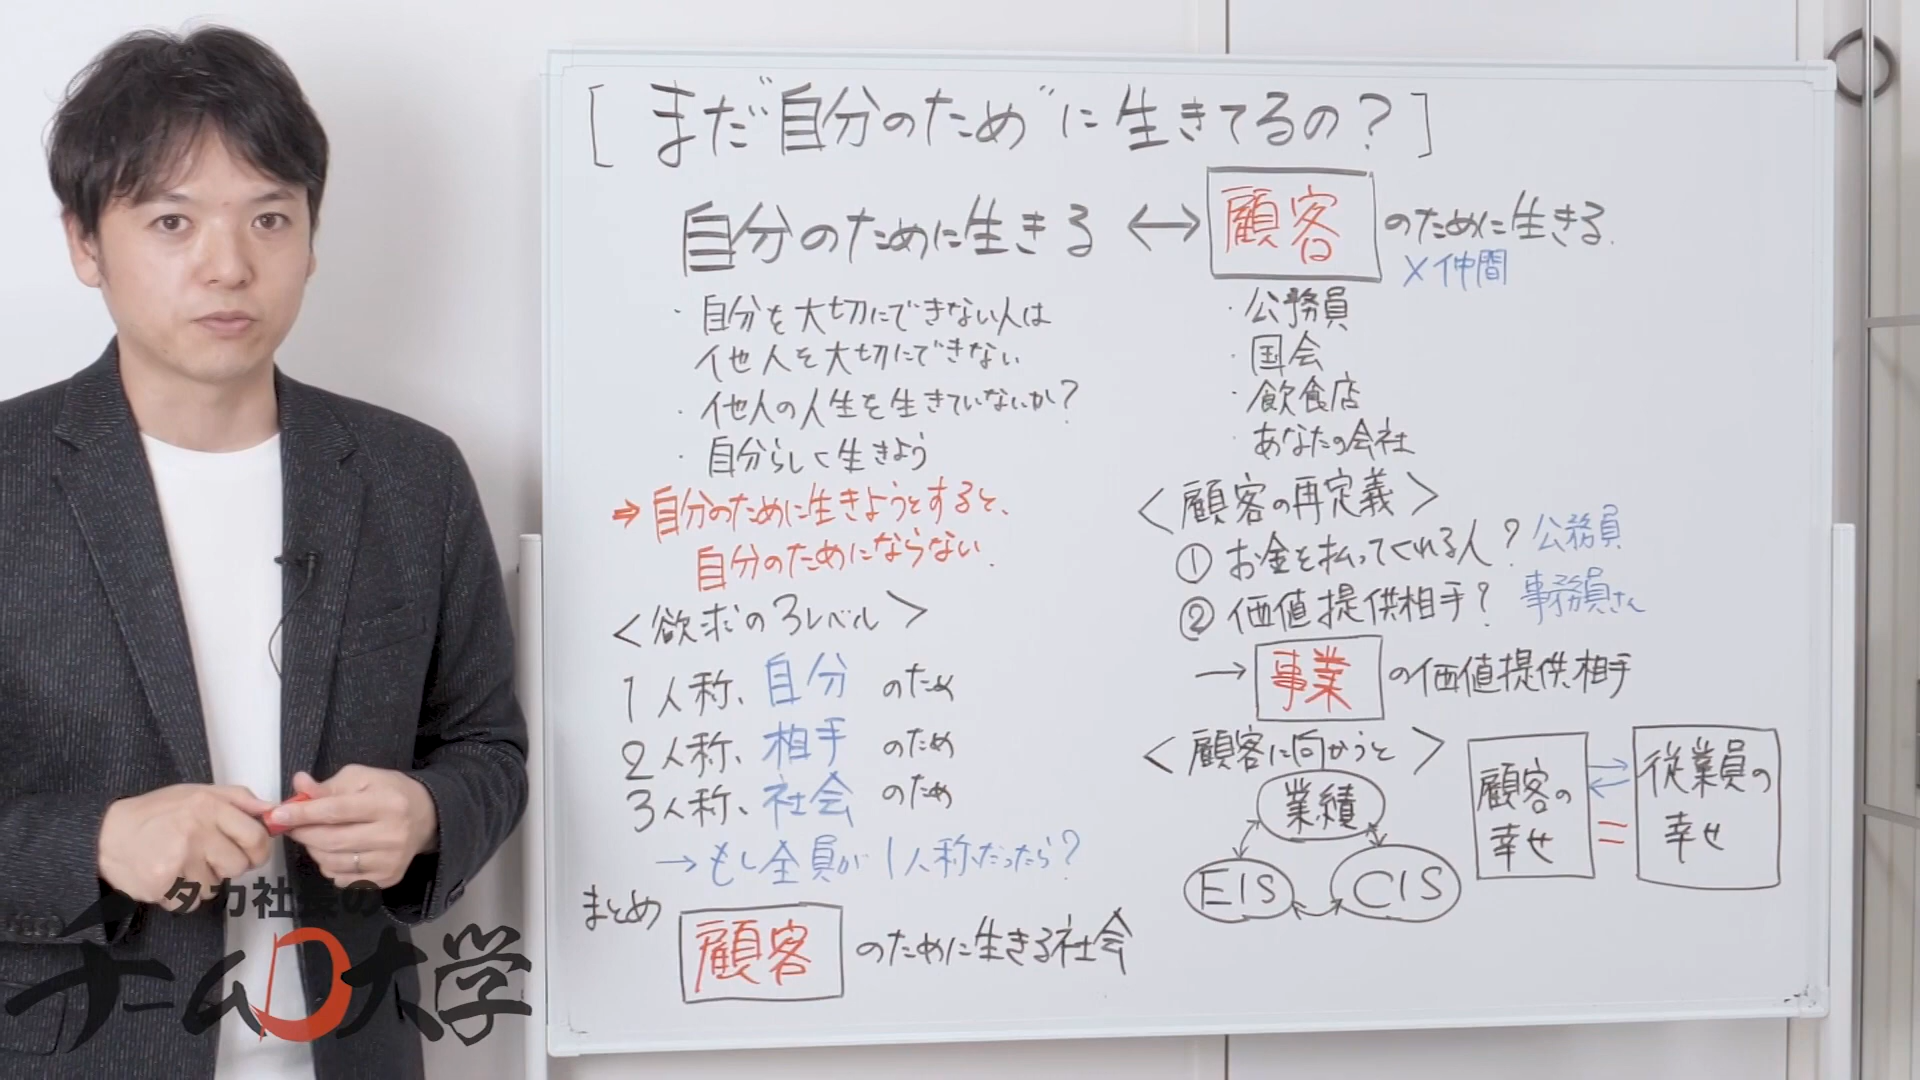 [ まだ"自分のため"に生きてるの？]
自分のために生きる ↔ 顧客のために生きる.
×仲間
・自分を大切にできない人は
他人を大切にできない
・他人の人生を生きていないか？
・自分らしく生きよう
⇒自分のために生きようとすると、
自分のためにならない.
＜欲求の3レベル＞
1人称、自分のため
2人称、相手のため
3人称、社会のため
→もし全員が1人称だったら？
まとめ 顧客のために生きる社会
・公務員
・国会
・飲食店
・あなたの会社
＜顧客の再定義＞
① お金を払ってくれる人？ 公務員
② 価値提供相手？ 事務員さん
→ 事業の価値提供相手
＜顧客に向かうと＞
業績
EIS
CIS
顧客の
幸せ
=
従業員の
幸せ
タカ社長の
チームD大学